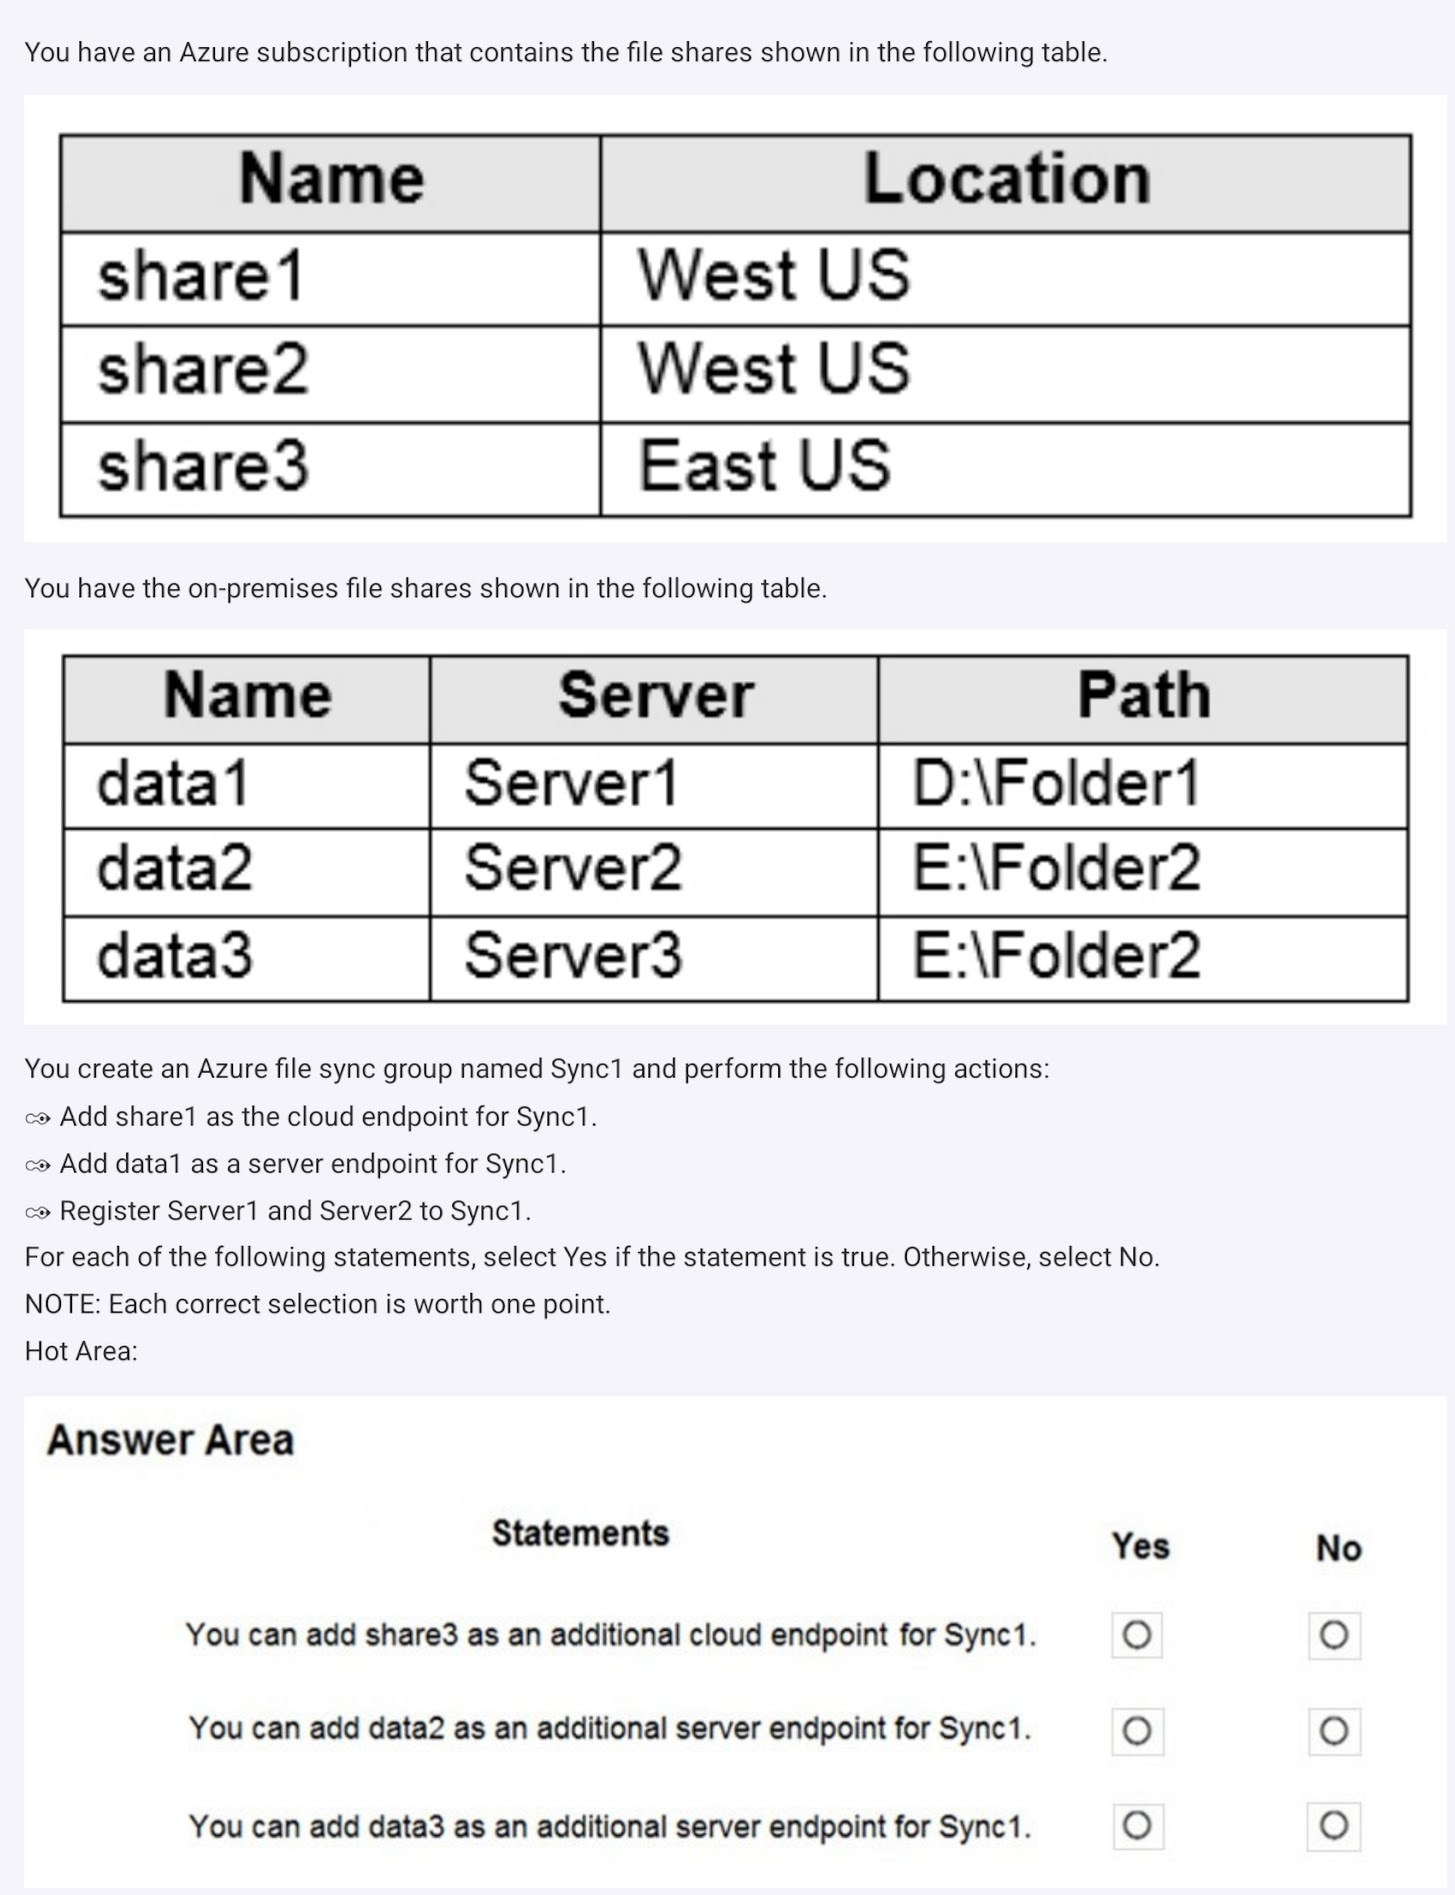 You have an Azure subscription that contains the file shares shown in the following table.
Name Location
share1 West US
share2 West US
share3 East US
You have the on-premises file shares shown in the following table.
Name Server Path
data1 Server1 D:\Folder1
data2 Server2 E:\Folder2
data3 Server3 E:\Folder2
You create an Azure file sync group named Sync1 and perform the following actions:
Add share1 as the cloud endpoint for Sync1.
Add data1 as a server endpoint for Sync1.
Register Server1 and Server2 to Sync1.
For each of the following statements, select Yes if the statement is true. Otherwise, select No.
NOTE: Each correct selection is worth one point.
Hot Area:
Answer Area
Statements Yes No
You can add share3 as an additional cloud endpoint for Sync1.
You can add data2 as an additional server endpoint for Sync1.
You can add data3 as an additional server endpoint for Sync1.